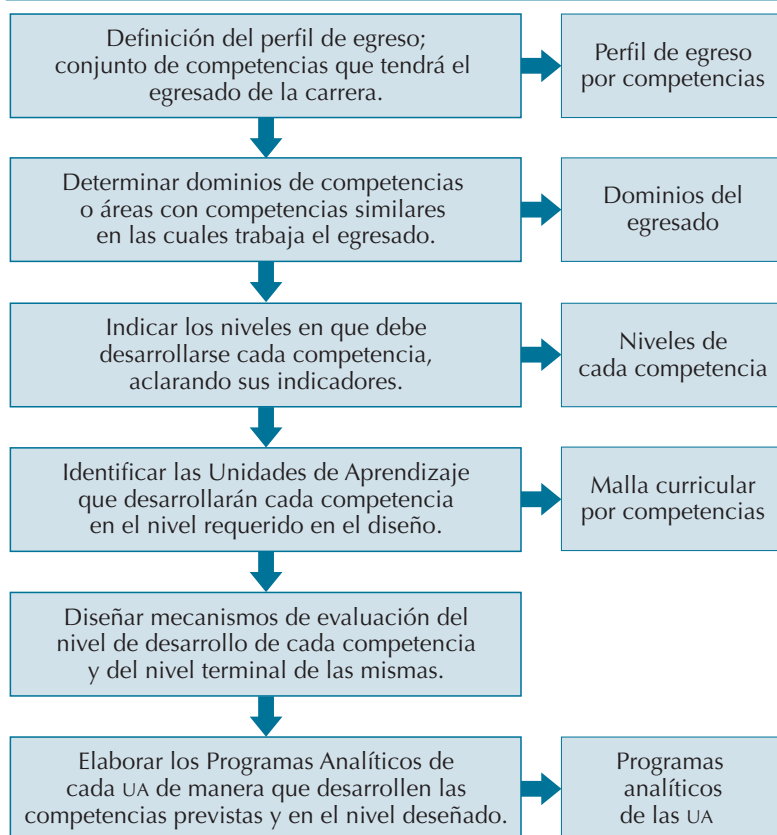 Definición del perfil de egreso;
conjunto de competencias que tendrá el
egresado de la carrera.
Perfil de egreso
por competencias
Determinar dominios de competencias
o áreas con competencias similares
en las cuales trabaja el egresado.
Dominios del
egresado
Indicar los niveles en que debe
desarrollarse cada competencia,
aclarando sus indicadores.
Niveles de
cada competencia
Identificar las Unidades de Aprendizaje
que desarrollarán cada competencia
en el nivel requerido en el diseño.
Malla curricular
por competencias
Diseñar mecanismos de evaluación del
nivel de desarrollo de cada competencia
y del nivel terminal de las mismas.
Elaborar los Programas Analíticos de
cada UA de manera que desarrollen las
competencias previstas y en el nivel deseado.
Programas
analíticos
de las UA